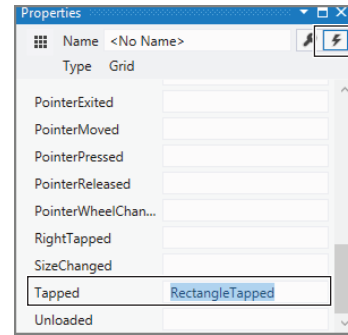 Properties
Name <No Name>
Type Grid
PointerExited
PointerMoved
PointerPressed
PointerReleased
PointerWheelChan...
RightTapped
SizeChanged
Tapped RectangleTapped
Unloaded